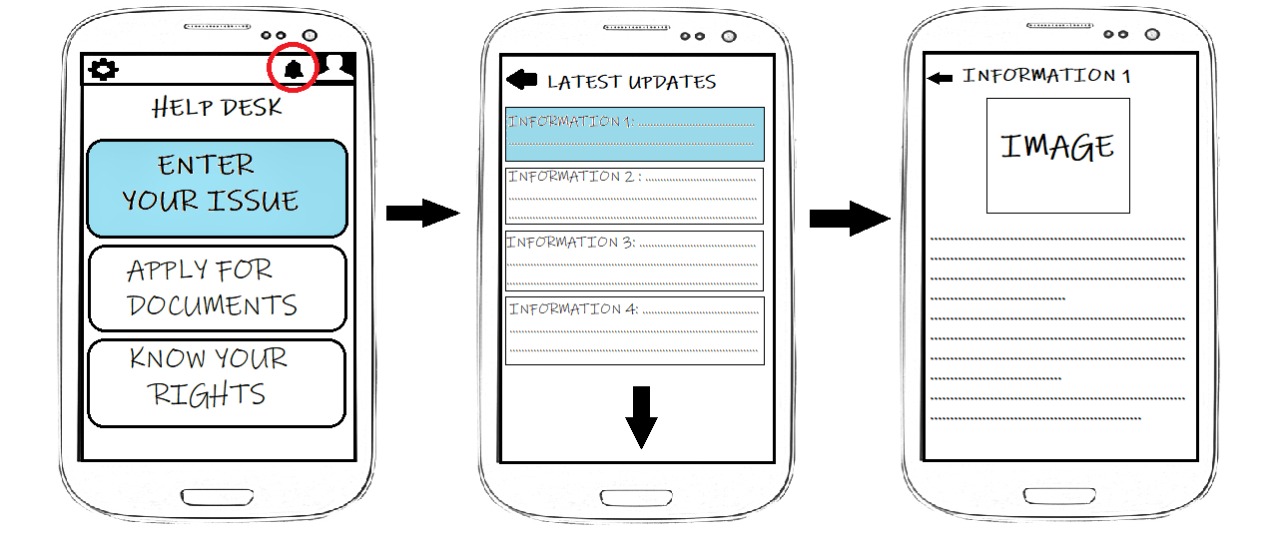 HELP DESK
ENTER
YOUR ISSUE
APPLY FOR
DOCUMENTS
KNOW YOUR
RIGHTS
LATEST UPDATES
INFORMATION 1:
INFORMATION 2 :
INFORMATION 3:
INFORMATION 4:
INFORMATION 1
IMAGE